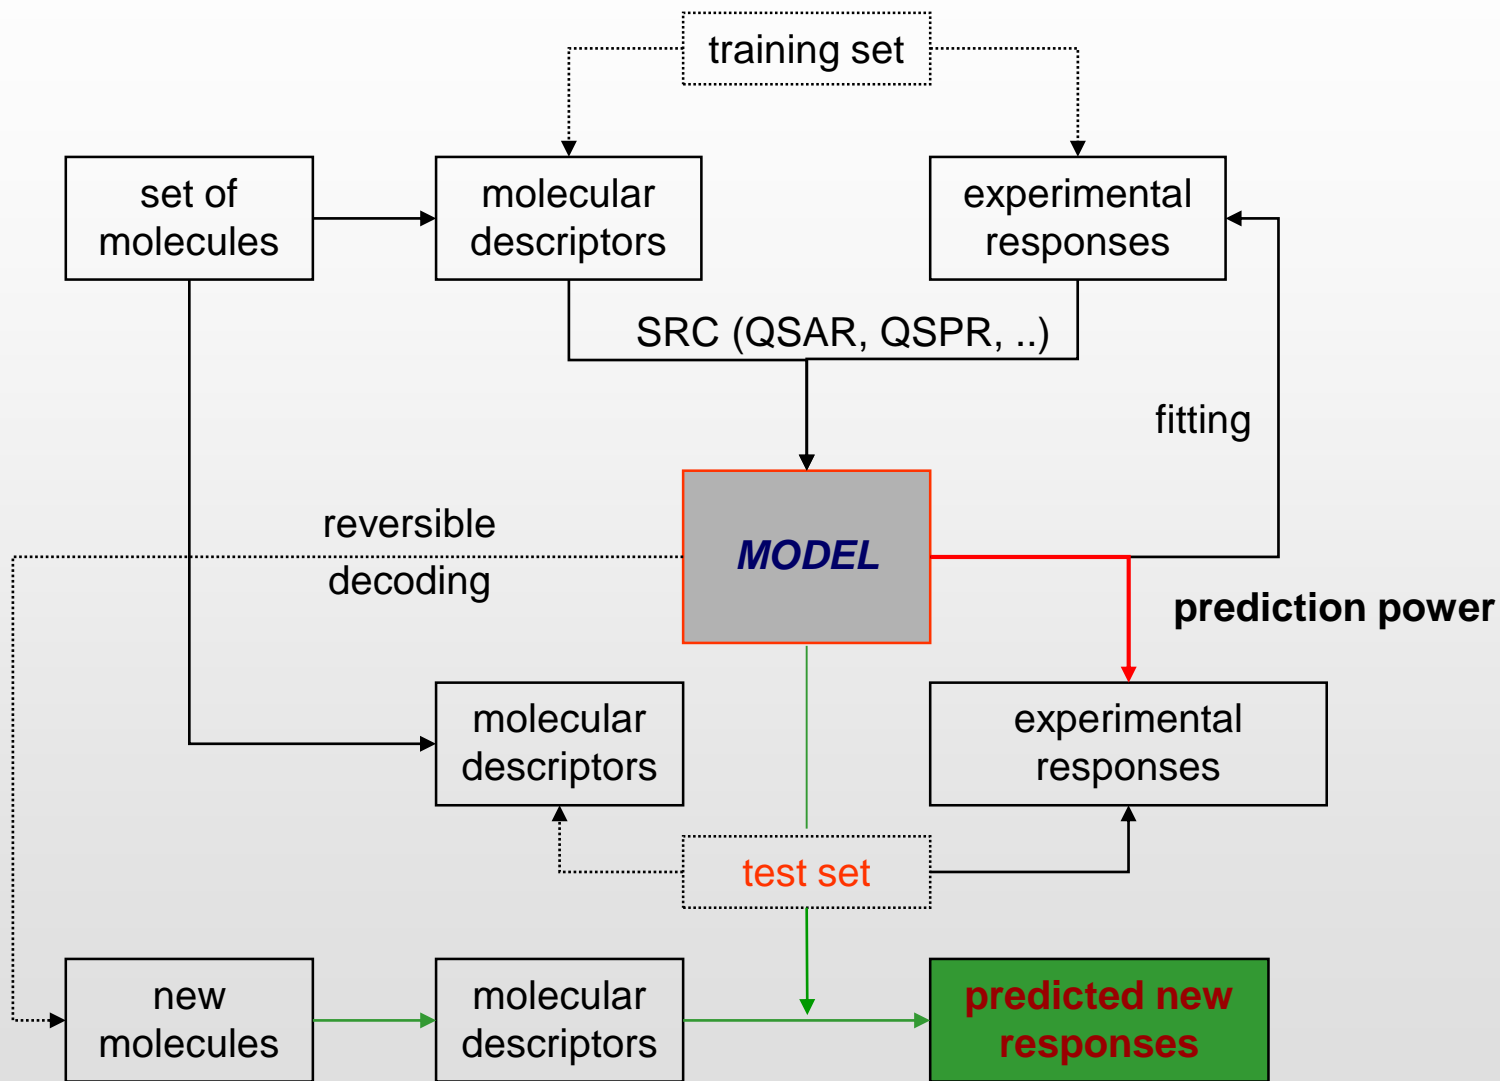 training set
set of
molecules
molecular
descriptors
experimental
responses
SRC (QSAR, QSPR, ..)
fitting
reversible
decoding
MODEL
prediction power
molecular
descriptors
experimental
responses
test set
new
molecules
molecular
descriptors
predicted new
responses